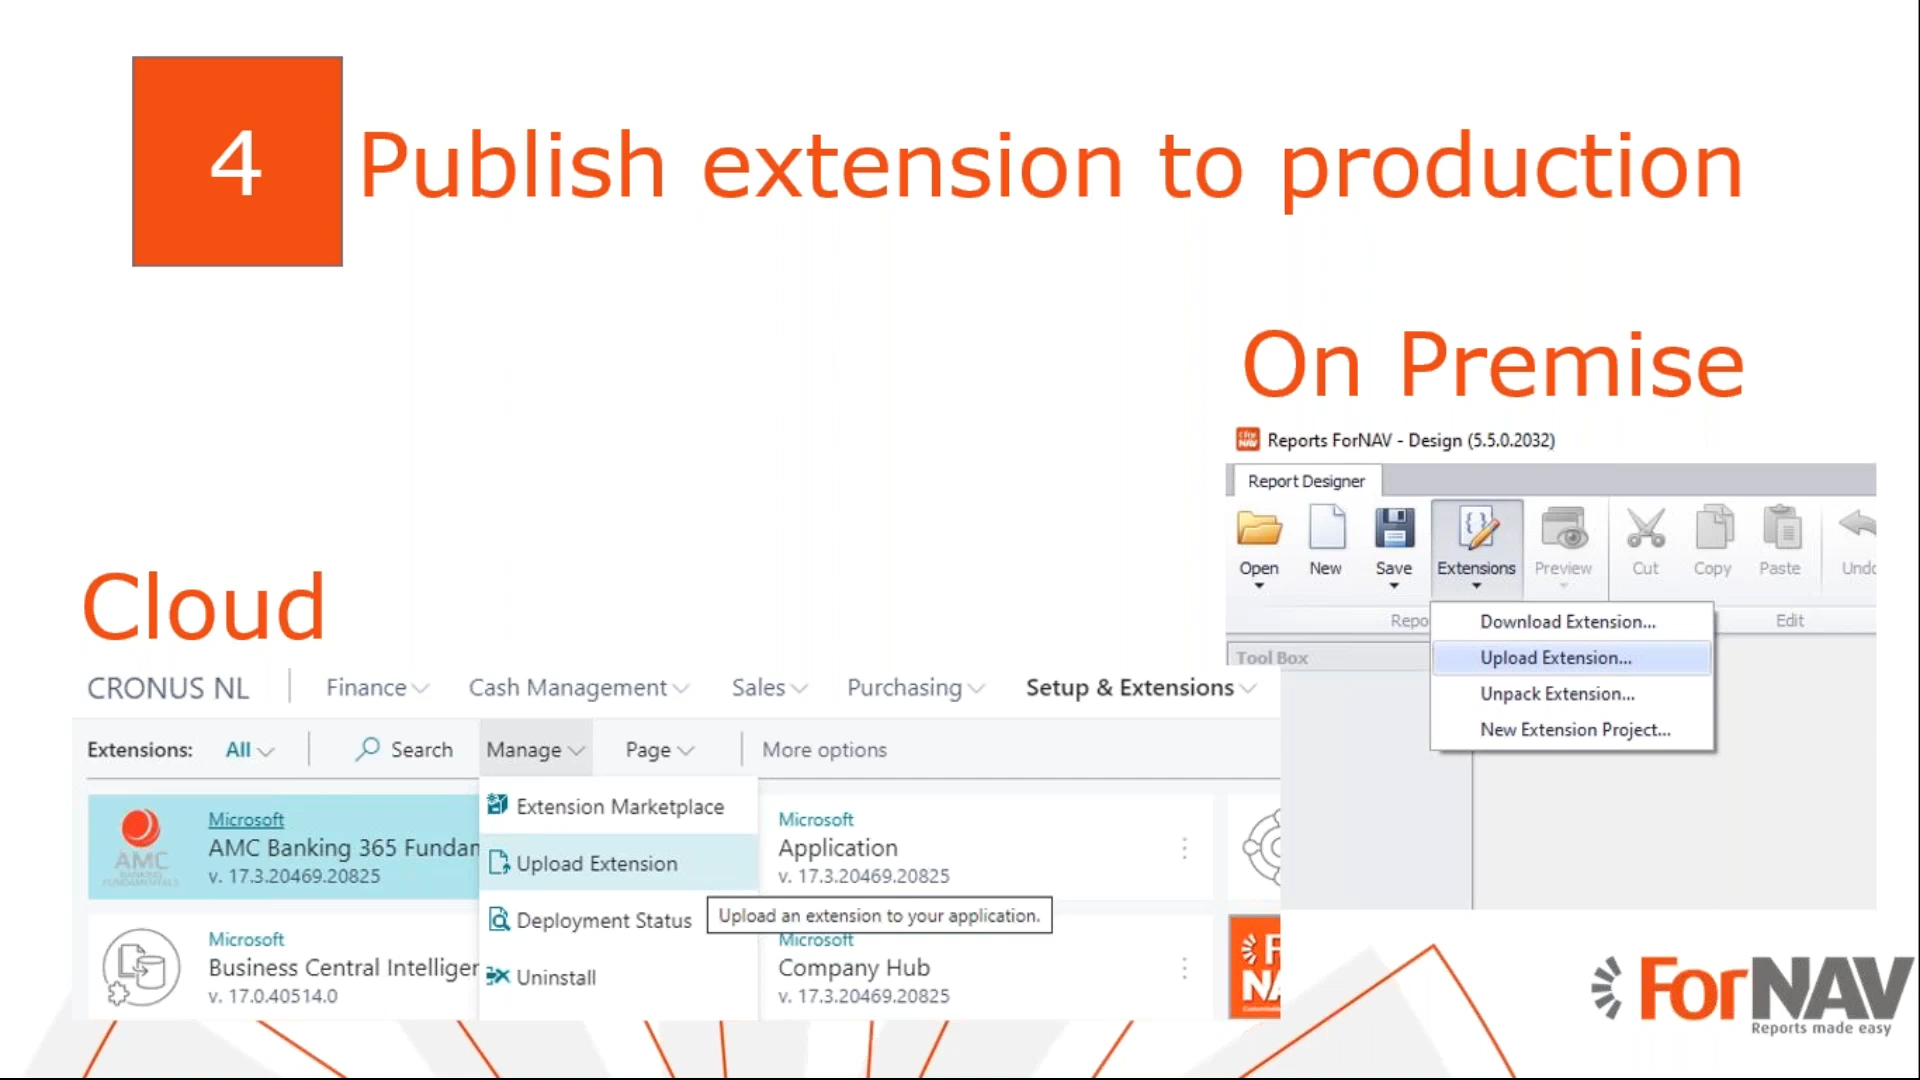 4
Publish extension to production
On Premise
Reports ForNAV - Design (5.5.0.2032)
Report Designer
Open New Save Extensions Preview Cut Copy Paste
Edit
Tool Box
Download Extension...
Upload Extension...
Unpack Extension...
New Extension Project...
Cloud
CRONUS NL Finance Cash Management Sales Purchasing Setup & Extensions
Extensions: All Search Manage Page More options
Extension Marketplace
Upload Extension
Deployment Status
Uninstall
Upload an extension to your application.
AMC
BANKING
FUNDAMENTALS
Microsoft
AMC Banking 365 Fundam
v. 17.3.20469.20825
Microsoft
Application
v. 17.3.20469.20825
Microsoft
Business Central Intelliger
v. 17.0.40514.0
Microsoft
Company Hub
v. 17.3.20469.20825
ForNAV
Reports made easy